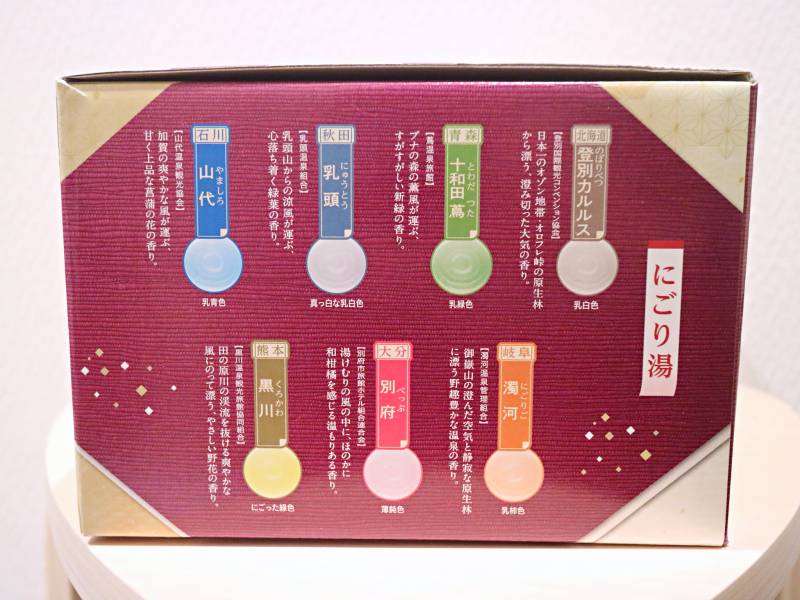 にごり湯
北海道
のぼりべつ
登別カルルス
【登別国際観光コンベンション協会】
日本一のオゾン地帯・オロフレ峠の原生林
から漂う、澄み切った大気の香り。
乳白色
青森
とわだ つた
十和田 蔦
【蔦温泉旅館】
ブナの森の薫風が運ぶ、
すがすがしい新緑の香り。
乳緑色
秋田
にゅうとう
乳頭
【乳頭温泉組合】
乳頭山からの涼風が運ぶ、
心落ち着く緑葉の香り。
真っ白な乳白色
石川
やましろ
山代
【山代温泉観光協会】
加賀の爽やかな風が運ぶ、
甘く上品な菖蒲の花の香り。
乳青色
岐阜
にごりご
濁河
【濁河温泉管理組合】
御嶽山の澄んだ空気と静寂な原生林
に漂う野趣豊かな温泉の香り。
乳柿色
大分
べっぷ
別府
【別府市旅館ホテル組合連合会】
湯けむりの風の中に、ほのかに
和柑橘を感じる温もりある香り。
薄鈍色
熊本
くろかわ
黒川
【黒川温泉観光旅館協同組合】
田の原川の渓流を抜ける爽やかな
風にのって漂う、やさしい野花の香り。
にごった緑色